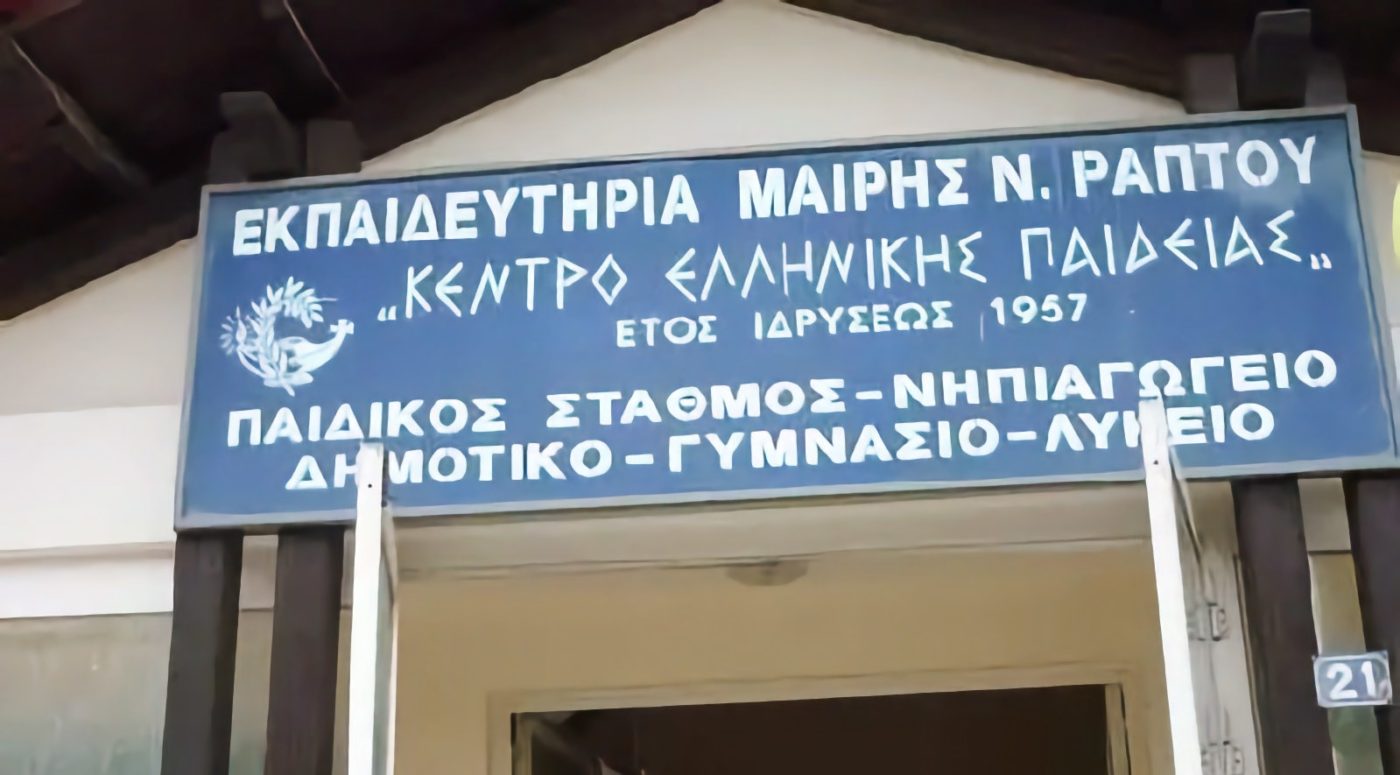 ΕΚΠΑΙΔΕΥΤΗΡΙΑ ΜΑΙΡΗΣ Ν. ΡΑΠΤΟΥ
„ΚΕΝΤΡΟ ΕΛΛΗΝΙΚΗΣ ΠΑΙΔΕΙΑΣ„
ΕΤΟΣ ΙΔΡΥΣΕΩΣ 1957
ΠΑΙΔΙΚΟΣ ΣΤΑΘΜΟΣ-ΝΗΠΙΑΓΩΓΕΙΟ
ΔΗΜΟΤΙΚΟ-ΓΥΜΝΑΣΙΟ-ΛΥΚΕΙΟ
21